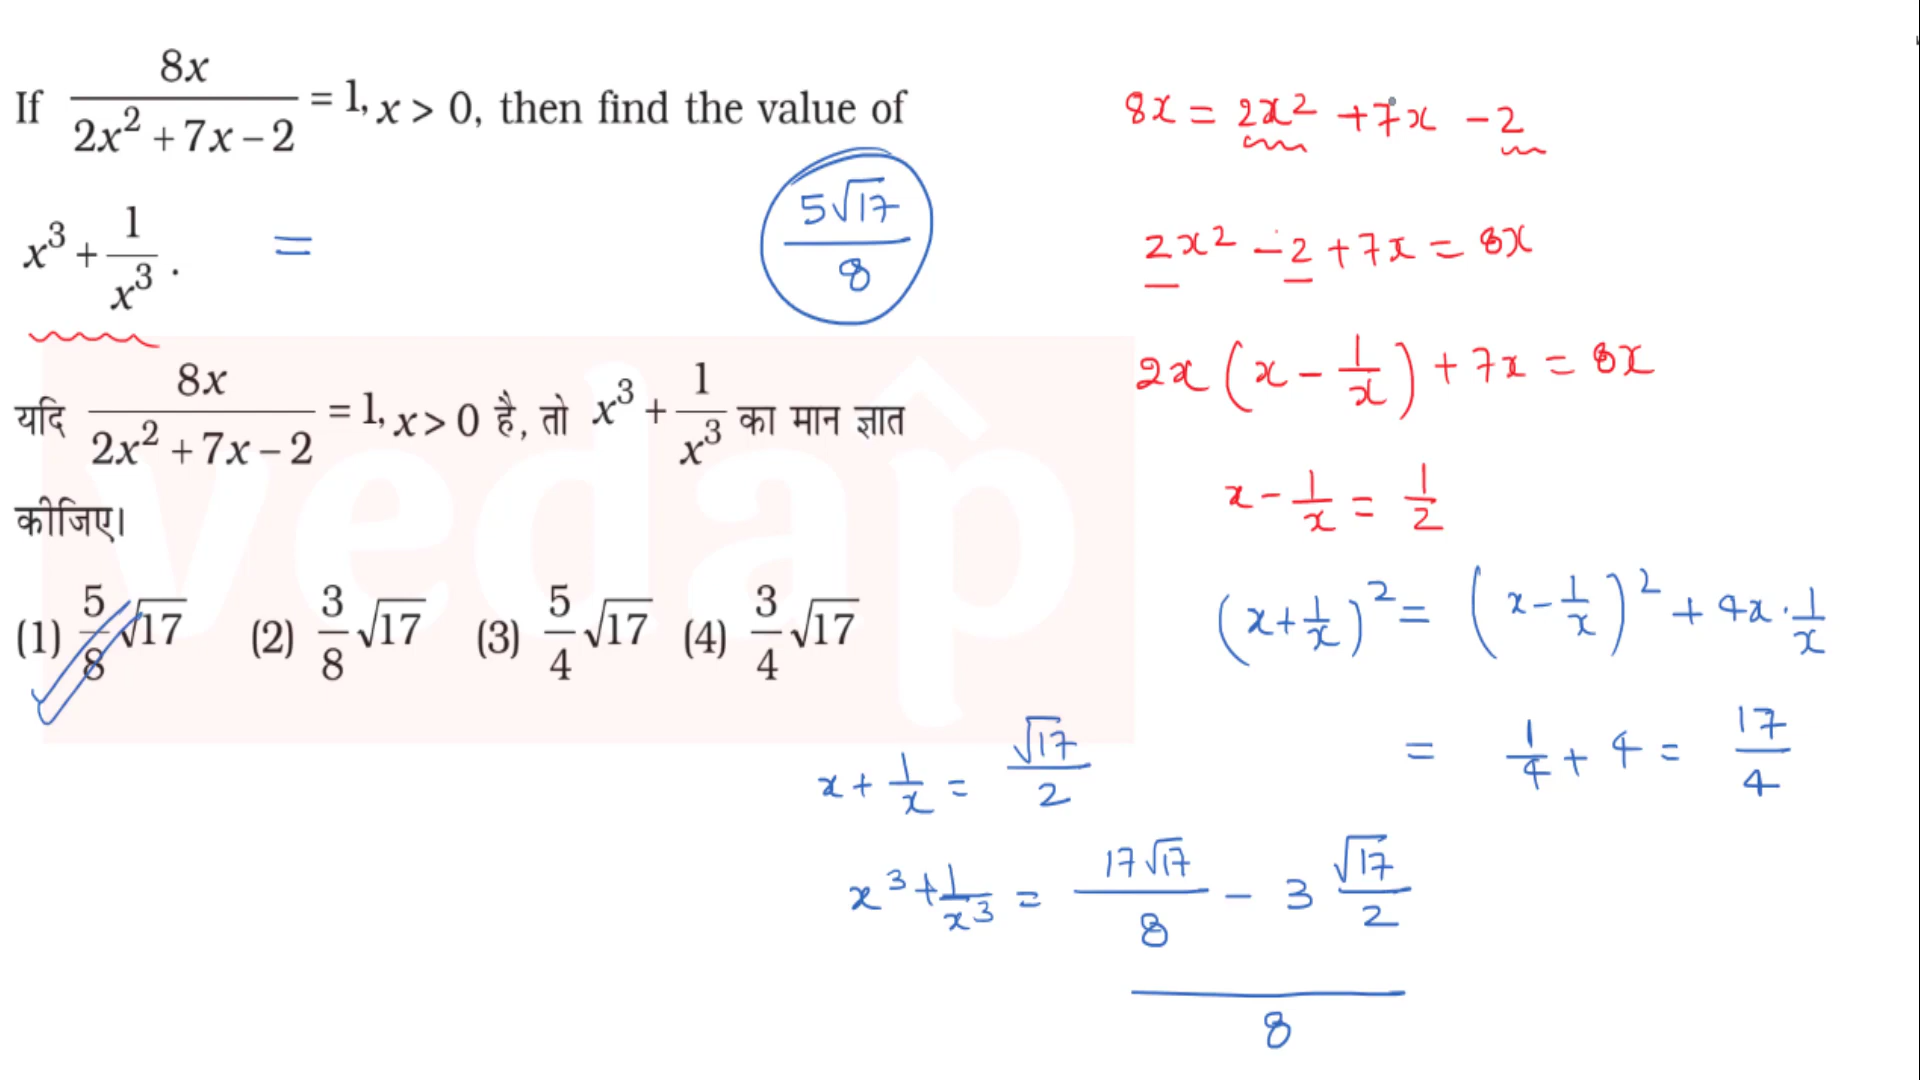 If 8x/(2x² + 7x – 2) = 1, x > 0, then find the value of
x³ + 1/x³ . =
5√17/8
यदि 8x/(2x² + 7x – 2) = 1, x > 0 है, तो x³ + 1/x³ का मान ज्ञात
कीजिए।
(1) 5/8 √17 (2) 3/8 √17 (3) 5/4 √17 (4) 3/4 √17
vedap
8x = 2x² + 7x – 2
2x² – 2 + 7x = 8x
2x (x – 1/x) + 7x = 8x
x – 1/x = 1/2
(x + 1/x)² = (x – 1/x)² + 4x · 1/x
= 1/4 + 4 = 17/4
x + 1/x = √17/2
x³ + 1/x³ = 17√17/8 – 3 √17/2
8